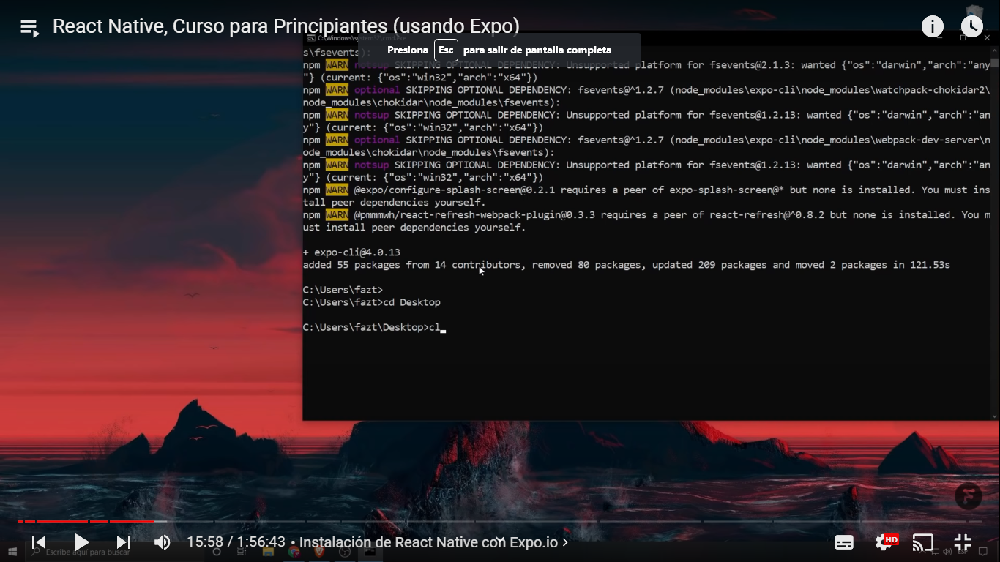 React Native, Curso para Principiantes (usando Expo)
Presiona Esc para salir de pantalla completa
s\fsevents):
npm WARN notsup SKIPPING OPTIONAL DEPENDENCY: Unsupported platform for fsevents@2.1.3: wanted {"os":"darwin","arch":"any
"} (current: {"os":"win32","arch":"x64"})
npm WARN optional SKIPPING OPTIONAL DEPENDENCY: fsevents@^1.2.7 (node_modules\expo-cli\node_modules\watchpack-chokidar2\
node_modules\chokidar\node_modules\fsevents):
npm WARN notsup SKIPPING OPTIONAL DEPENDENCY: Unsupported platform for fsevents@1.2.13: wanted {"os":"darwin","arch":"an
y"} (current: {"os":"win32","arch":"x64"})
npm WARN optional SKIPPING OPTIONAL DEPENDENCY: fsevents@^1.2.7 (node_modules\expo-cli\node_modules\webpack-dev-server\n
ode_modules\chokidar\node_modules\fsevents):
npm WARN notsup SKIPPING OPTIONAL DEPENDENCY: Unsupported platform for fsevents@1.2.13: wanted {"os":"darwin","arch":"an
y"} (current: {"os":"win32","arch":"x64"})
npm WARN @expo/configure-splash-screen@0.2.1 requires a peer of expo-splash-screen@* but none is installed. You must ins
tall peer dependencies yourself.
npm WARN @pmmmwh/react-refresh-webpack-plugin@0.3.3 requires a peer of react-refresh@^0.8.2 but none is installed. You m
ust install peer dependencies yourself.
+ expo-cli@4.0.13
added 55 packages from 14 contributors, removed 80 packages, updated 209 packages and moved 2 packages in 121.53s
C:\Users\fazt>
C:\Users\fazt>cd Desktop
C:\Users\fazt\Desktop>cl
15:58 / 1:56:43 • Instalación de React Native con Expo.io
HD
Escribe aquí para buscar